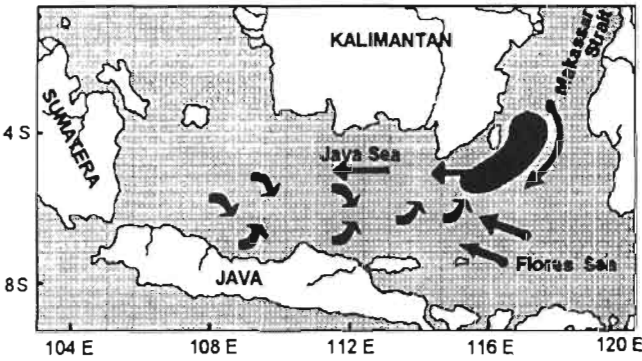 KALIMANTAN
Makassar
Strait
SUMATERA
4 S
Java Sea
Flores Sea
JAVA
8 S
104 E
108 E
112 E
116 E
120 E